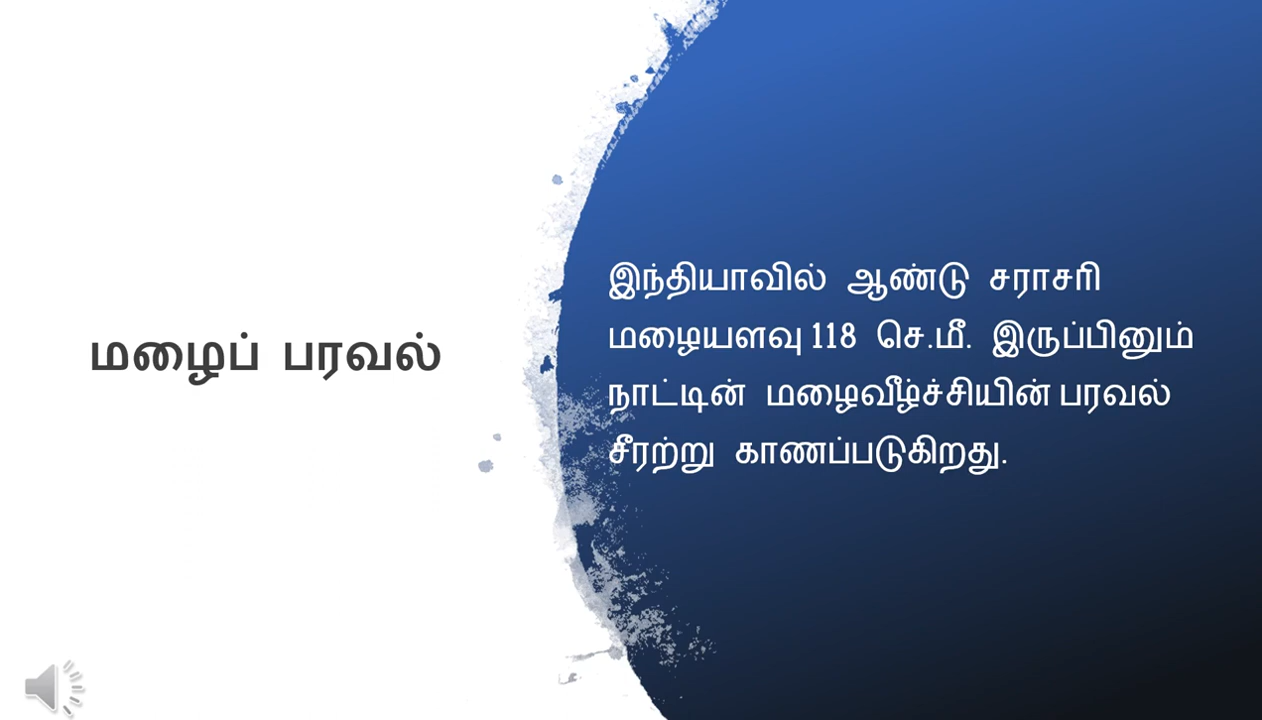 மழைப் பரவல்
இந்தியாவில் ஆண்டு சராசரி
மழையளவு 118 செ.மீ. இருப்பினும்
நாட்டின் மழைவீழ்ச்சியின் பரவல்
சீரற்று காணப்படுகிறது.